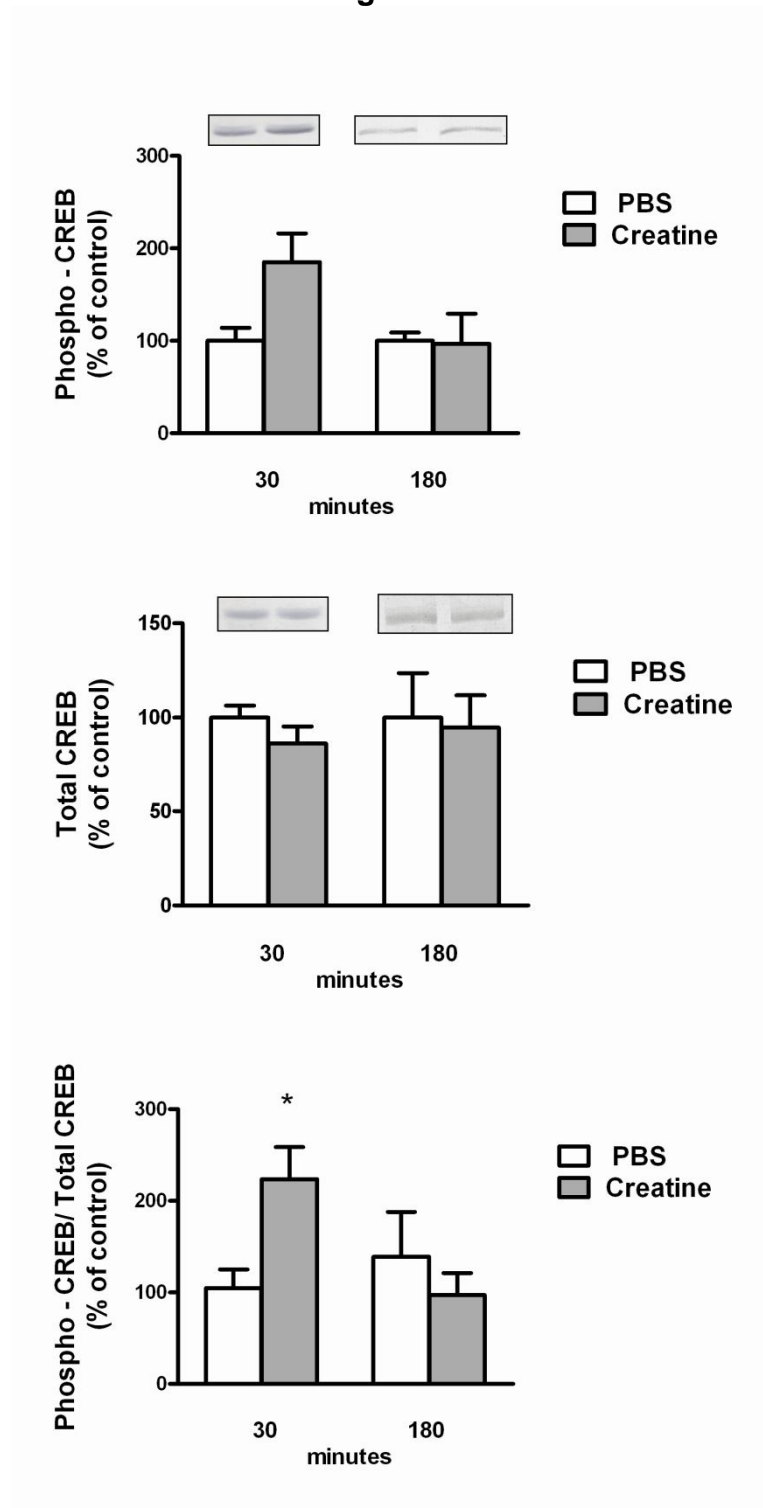 g
300
200
100
0
Phospho - CREB
(% of control)
PBS
Creatine
30 180
minutes
150
100
50
0
Total CREB
(% of control)
PBS
Creatine
30 180
minutes
*
300
200
100
0
Phospho - CREB/ Total CREB
(% of control)
PBS
Creatine
30 180
minutes